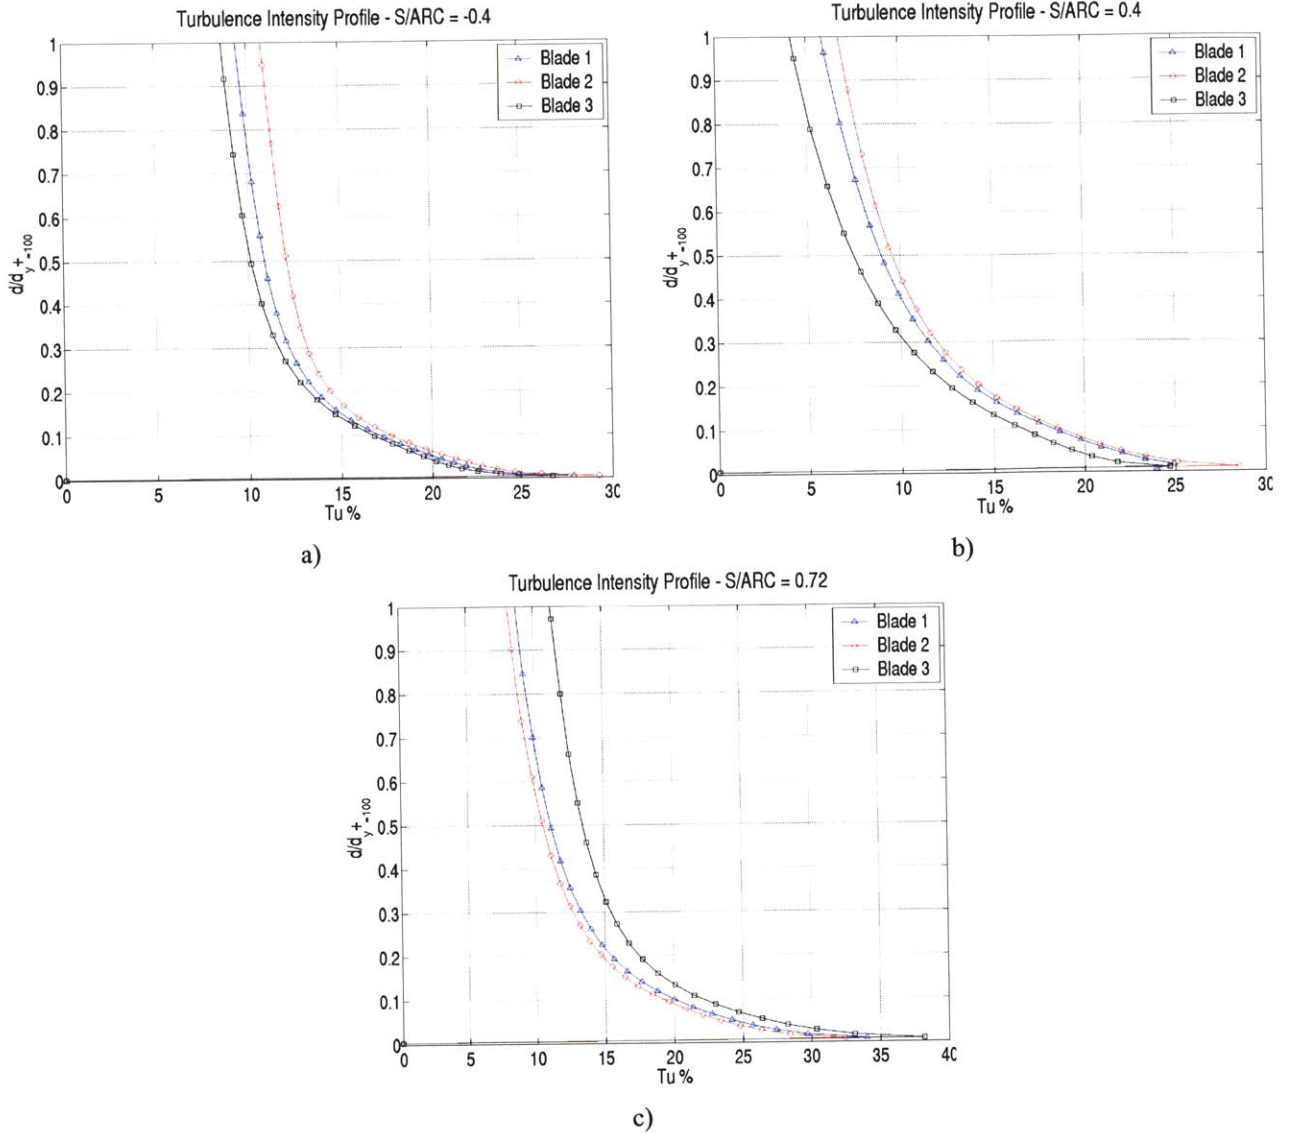 Turbulence Intensity Profile - S/ARC = -0.4
1
0.9
0.8
0.7
0.6
0.5
0.4
0.3
0.2
0.1
0
d/d y+ =100
Blade 1
Blade 2
Blade 3
0 5 10 15 20 25 30
Tu %
a)
Turbulence Intensity Profile - S/ARC = 0.4
1
0.9
0.8
0.7
0.6
0.5
0.4
0.3
0.2
0.1
0
d/d y+ =100
Blade 1
Blade 2
Blade 3
0 5 10 15 20 25 30
Tu %
b)
Turbulence Intensity Profile - S/ARC = 0.72
1
0.9
0.8
0.7
0.6
0.5
0.4
0.3
0.2
0.1
0
d/d y+ =100
Blade 1
Blade 2
Blade 3
0 5 10 15 20 25 30 35 40
Tu %
c)